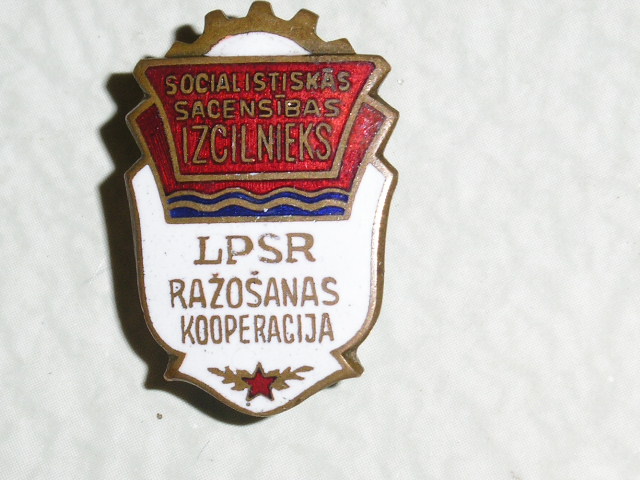 SOCIALISTISKĀS
SACENSĪBAS
IZCILNIEKS
LPSR
RAŽOŠANAS
KOOPERACIJA